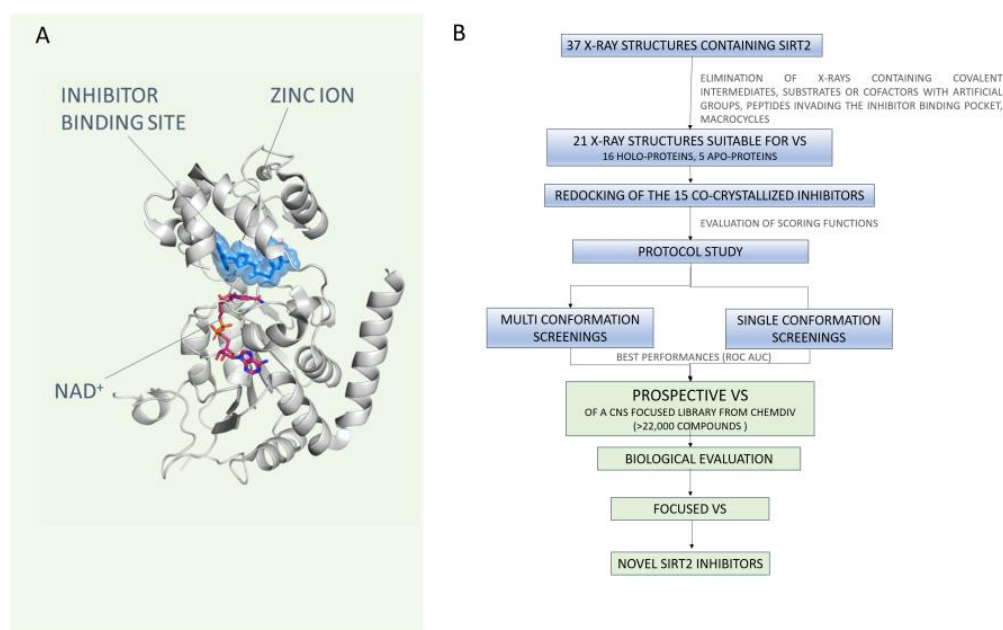 A
INHIBITOR
BINDING SITE
ZINC ION
NAD⁺
B
37 X-RAY STRUCTURES CONTAINING SIRT2
ELIMINATION OF X-RAYS CONTAINING COVALENT
INTERMEDIATES, SUBSTRATES OR COFACTORS WITH ARTIFICIAL
GROUPS, PEPTIDES INVADING THE INHIBITOR BINDING POCKET,
MACROCYCLES
21 X-RAY STRUCTURES SUITABLE FOR VS
16 HOLO-PROTEINS, 5 APO-PROTEINS
REDOCKING OF THE 15 CO-CRYSTALLIZED INHIBITORS
EVALUATION OF SCORING FUNCTIONS
PROTOCOL STUDY
MULTI CONFORMATION
SCREENINGS
SINGLE CONFORMATION
SCREENINGS
BEST PERFORMANCES (ROC AUC)
PROSPECTIVE VS
OF A CNS FOCUSED LIBRARY FROM CHEMDIV
(>22,000 COMPOUNDS )
BIOLOGICAL EVALUATION
FOCUSED VS
NOVEL SIRT2 INHIBITORS